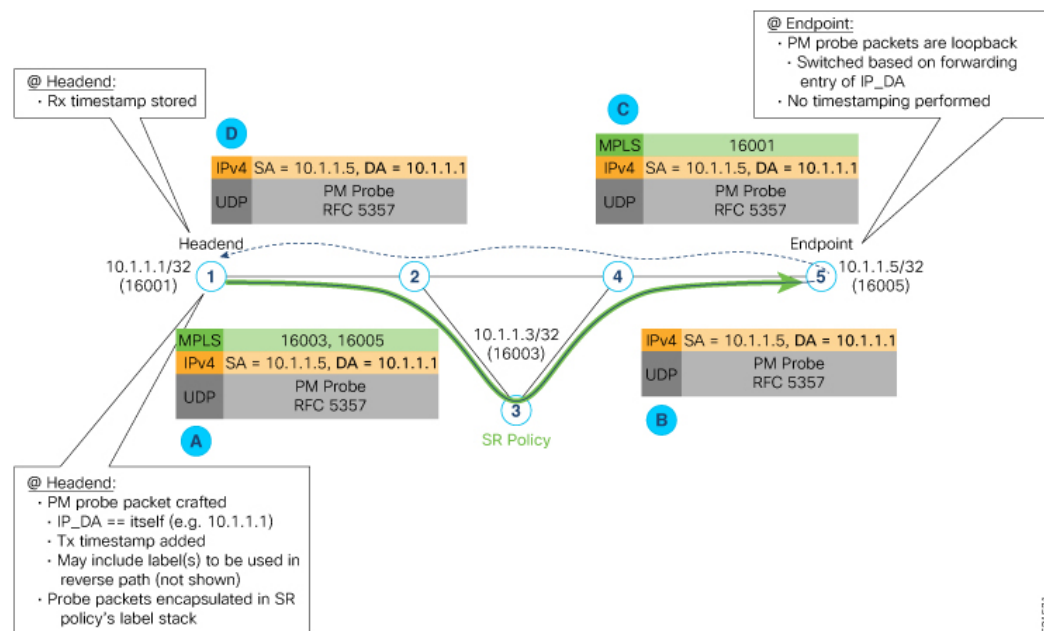 @ Endpoint:
· PM probe packets are loopback
· Switched based on forwarding
entry of IP_DA
· No timestamping performed
@ Headend:
· Rx timestamp stored
D
C
IPv4 SA = 10.1.1.5, DA = 10.1.1.1
UDP
PM Probe
RFC 5357
MPLS 16001
IPv4 SA = 10.1.1.5, DA = 10.1.1.1
UDP
PM Probe
RFC 5357
Headend
10.1.1.1/32
(16001)
1
2
4
5
Endpoint
10.1.1.5/32
(16005)
10.1.1.3/32
(16003)
3
SR Policy
MPLS 16003, 16005
IPv4 SA = 10.1.1.5, DA = 10.1.1.1
UDP
PM Probe
RFC 5357
A
IPv4 SA = 10.1.1.5, DA = 10.1.1.1
UDP
PM Probe
RFC 5357
B
@ Headend:
· PM probe packet crafted
· IP_DA == itself (e.g. 10.1.1.1)
· Tx timestamp added
· May include label(s) to be used in
reverse path (not shown)
· Probe packets encapsulated in SR
policy's label stack